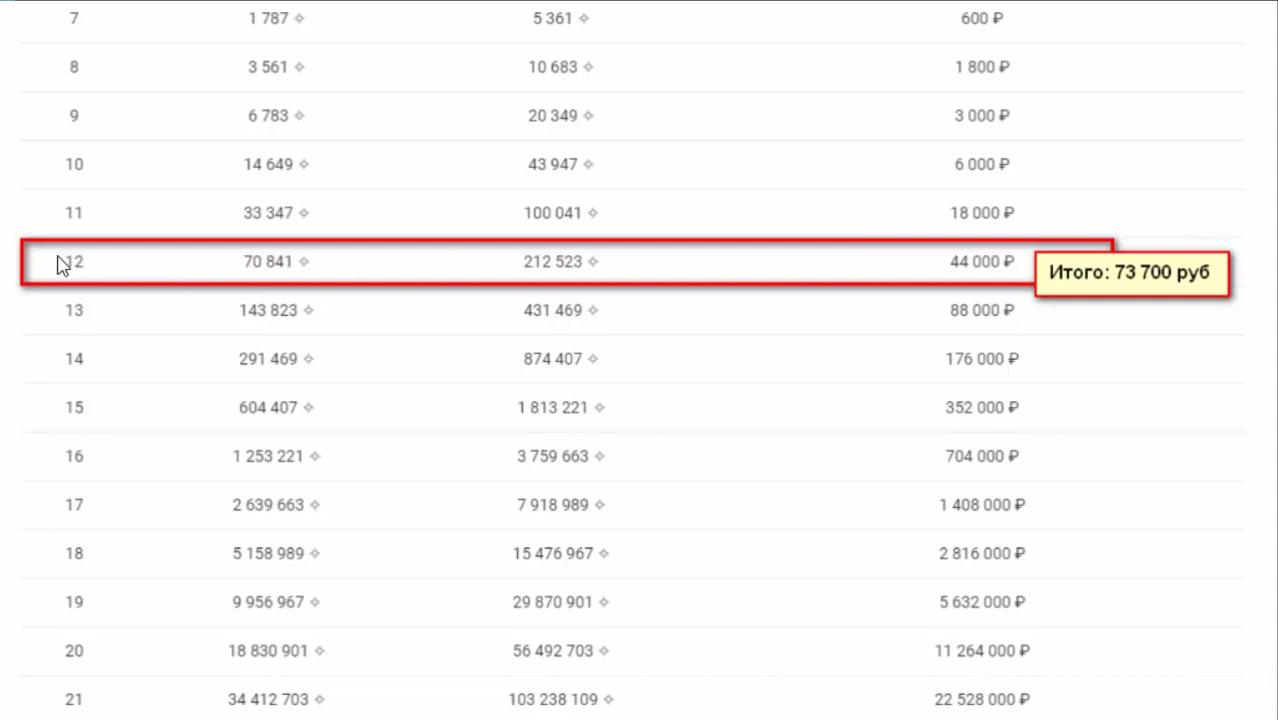 7 1 787 ✧ 5 361 ✧ 600 ₽
8 3 561 ✧ 10 683 ✧ 1 800 ₽
9 6 783 ✧ 20 349 ✧ 3 000 ₽
10 14 649 ✧ 43 947 ✧ 6 000 ₽
11 33 347 ✧ 100 041 ✧ 18 000 ₽
12 70 841 ✧ 212 523 ✧ 44 000 ₽
Итого: 73 700 руб
13 143 823 ✧ 431 469 ✧ 88 000 ₽
14 291 469 ✧ 874 407 ✧ 176 000 ₽
15 604 407 ✧ 1 813 221 ✧ 352 000 ₽
16 1 253 221 ✧ 3 759 663 ✧ 704 000 ₽
17 2 639 663 ✧ 7 918 989 ✧ 1 408 000 ₽
18 5 158 989 ✧ 15 476 967 ✧ 2 816 000 ₽
19 9 956 967 ✧ 29 870 901 ✧ 5 632 000 ₽
20 18 830 901 ✧ 56 492 703 ✧ 11 264 000 ₽
21 34 412 703 ✧ 103 238 109 ✧ 22 528 000 ₽